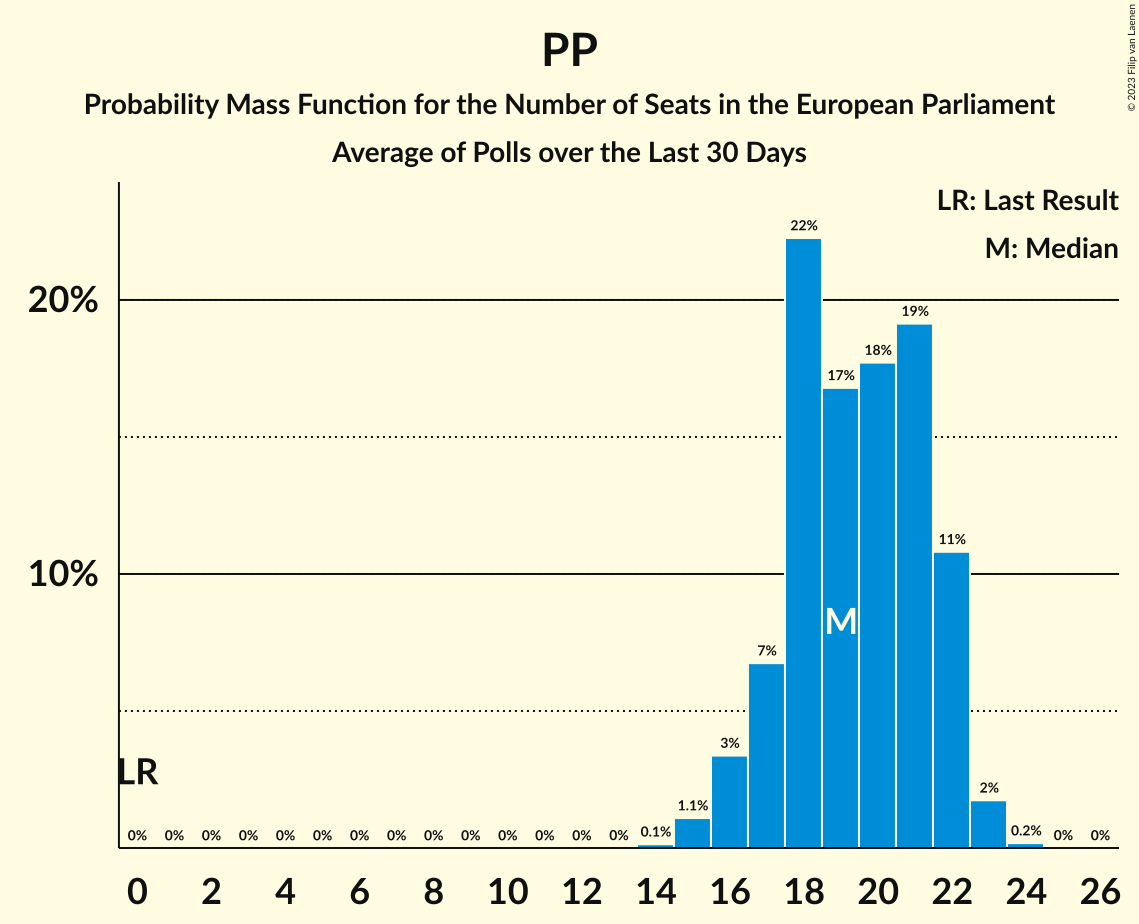 PP
Probability Mass Function for the Number of Seats in the European Parliament
Average of Polls over the Last 30 Days
© 2023 Filip van Laenen
LR: Last Result
M: Median
20%
10%
22%
19%
18%
17%
11%
7%
3%
2%
1.1%
0.1%
0.2%
M
LR
0% 0% 0% 0% 0% 0% 0% 0% 0% 0% 0% 0% 0% 0% 0% 0%
0 2 4 6 8 10 12 14 16 18 20 22 24 26